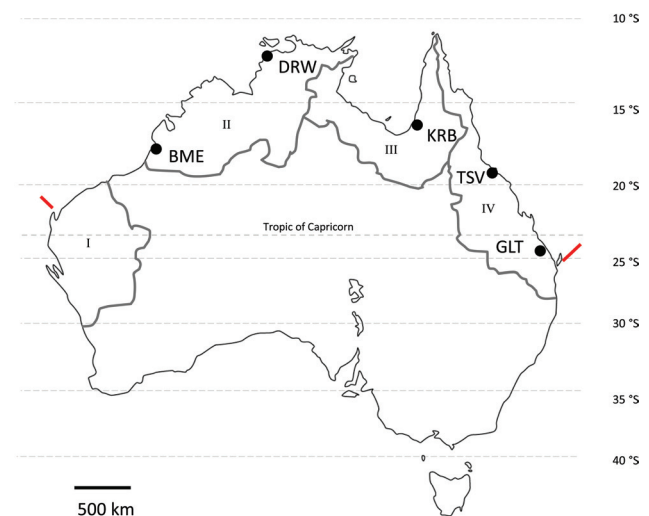 10 °S
DRW
15 °S
II
KRB
BME
III
TSV
20 °S
IV
Tropic of Capricorn
I
GLT
25 °S
30 °S
35 °S
40 °S
500 km